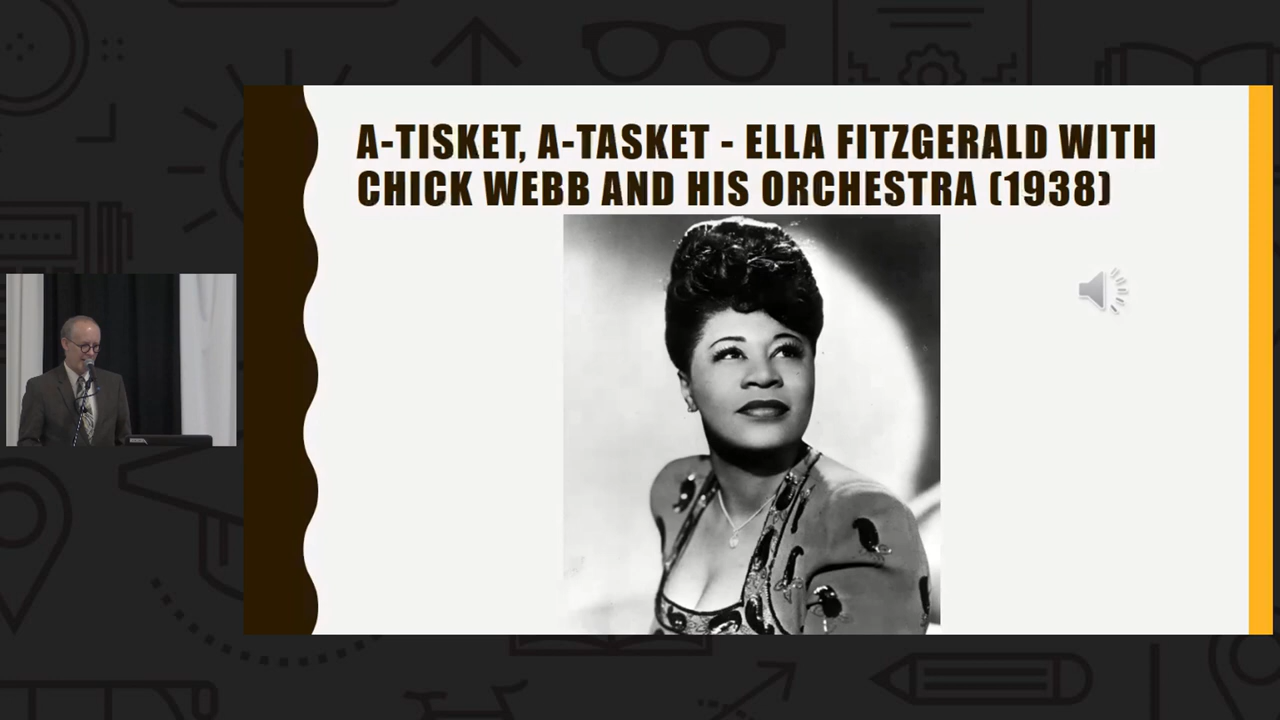 A-TISKET, A-TASKET - ELLA FITZGERALD WITH
CHICK WEBB AND HIS ORCHESTRA (1938)